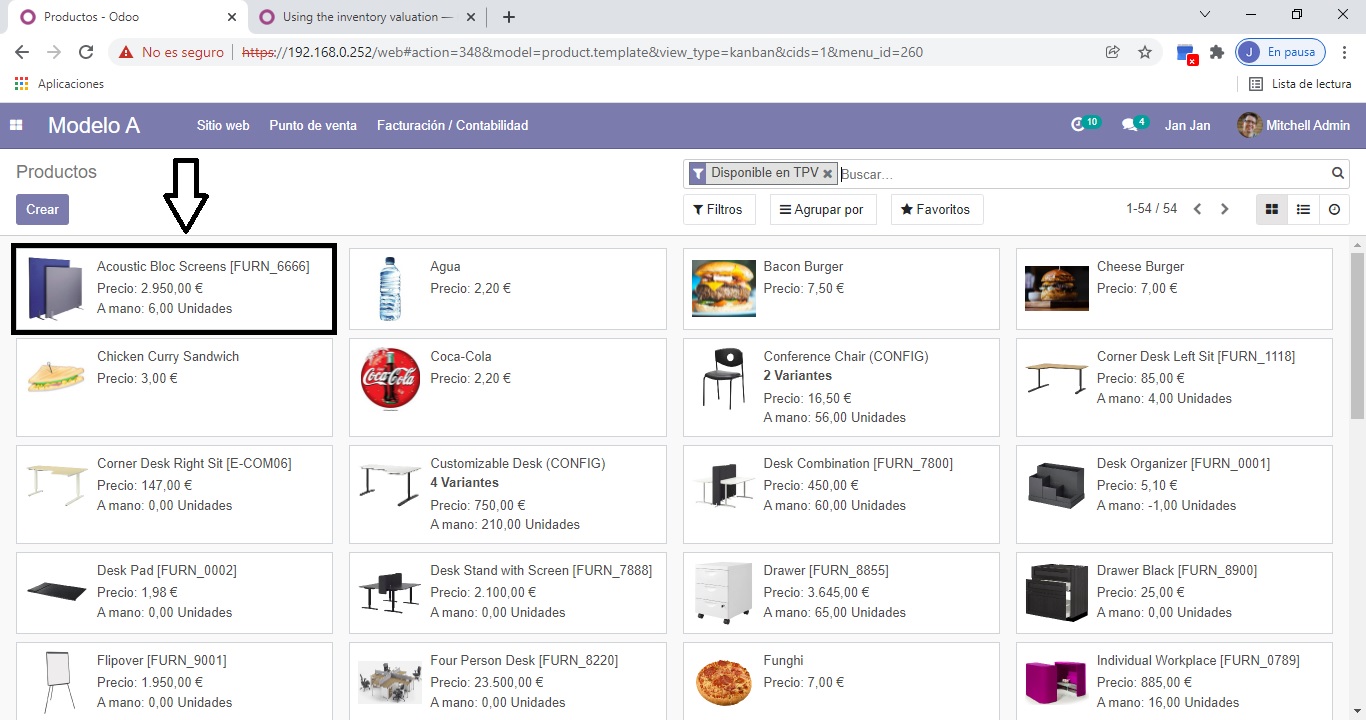 Productos - Odoo
Using the inventory valuation —
No es seguro
https://192.168.0.252/web#action=348&model=product.template&view_type=kanban&cids=1&menu_id=260
J En pausa
Aplicaciones
Lista de lectura
Modelo A
Sitio web
Punto de venta
Facturación / Contabilidad
10
4
Jan Jan
Mitchell Admin
Productos
Disponible en TPV
Buscar...
Crear
Filtros
Agrupar por
Favoritos
1-54 / 54
Acoustic Bloc Screens [FURN_6666]
Precio: 2.950,00 €
A mano: 6,00 Unidades
Agua
Precio: 2,20 €
Bacon Burger
Precio: 7,50 €
Cheese Burger
Precio: 7,00 €
Chicken Curry Sandwich
Precio: 3,00 €
Coca-Cola
Coca-Cola
Precio: 2,20 €
Conference Chair (CONFIG)
2 Variantes
Precio: 16,50 €
A mano: 56,00 Unidades
Corner Desk Left Sit [FURN_1118]
Precio: 85,00 €
A mano: 4,00 Unidades
Corner Desk Right Sit [E-COM06]
Precio: 147,00 €
A mano: 0,00 Unidades
Customizable Desk (CONFIG)
4 Variantes
Precio: 750,00 €
A mano: 210,00 Unidades
Desk Combination [FURN_7800]
Precio: 450,00 €
A mano: 60,00 Unidades
Desk Organizer [FURN_0001]
Precio: 5,10 €
A mano: -1,00 Unidades
Desk Pad [FURN_0002]
Precio: 1,98 €
A mano: 0,00 Unidades
Desk Stand with Screen [FURN_7888]
Precio: 2.100,00 €
A mano: 0,00 Unidades
Drawer [FURN_8855]
Precio: 3.645,00 €
A mano: 65,00 Unidades
Drawer Black [FURN_8900]
Precio: 25,00 €
A mano: 0,00 Unidades
Flipover [FURN_9001]
Precio: 1.950,00 €
A mano: 0,00 Unidades
Four Person Desk [FURN_8220]
Precio: 23.500,00 €
A mano: 0,00 Unidades
Funghi
Precio: 7,00 €
Individual Workplace [FURN_0789]
Precio: 885,00 €
A mano: 16,00 Unidades